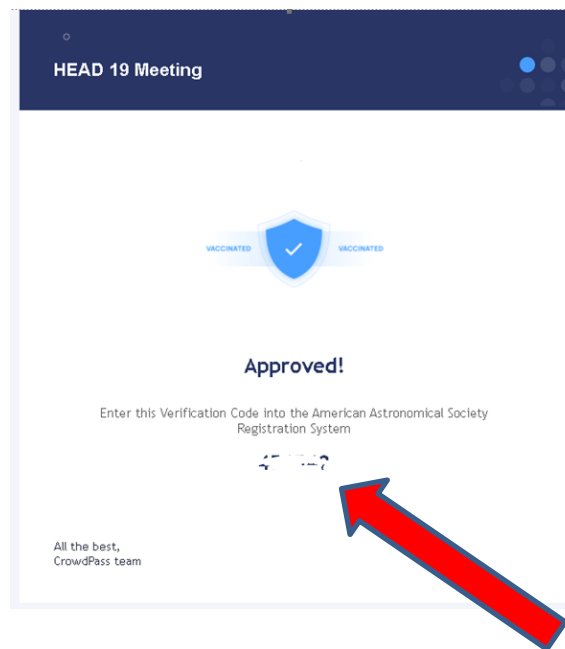 HEAD 19 Meeting
VACCINATED VACCINATED
Approved!
Enter this Verification Code into the American Astronomical Society
Registration System
All the best,
CrowdPass team